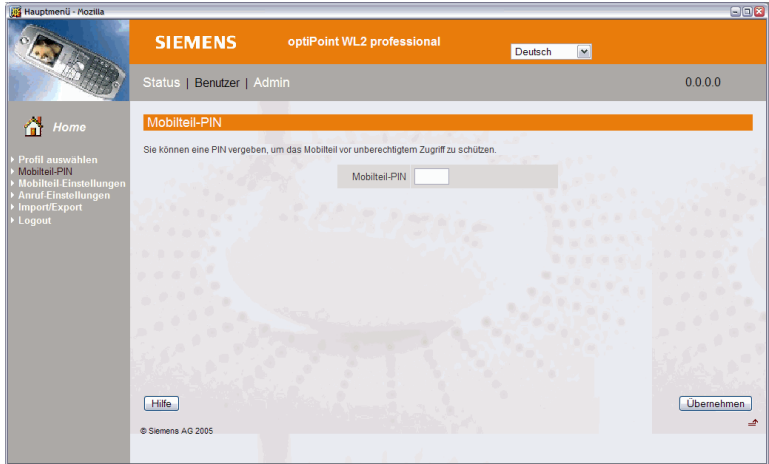 Hauptmenü - Mozilla
SIEMENS
optiPoint WL2 professional
Deutsch
Status | Benutzer | Admin
0.0.0.0
Home
Profil auswählen
Mobilteil-PIN
Mobilteil-Einstellungen
Anruf-Einstellungen
Import/Export
Logout
Mobilteil-PIN
Sie können eine PIN vergeben, um das Mobilteil vor unberechtigtem Zugriff zu schützen.
Mobilteil-PIN
Hilfe
Übernehmen
© Siemens AG 2005